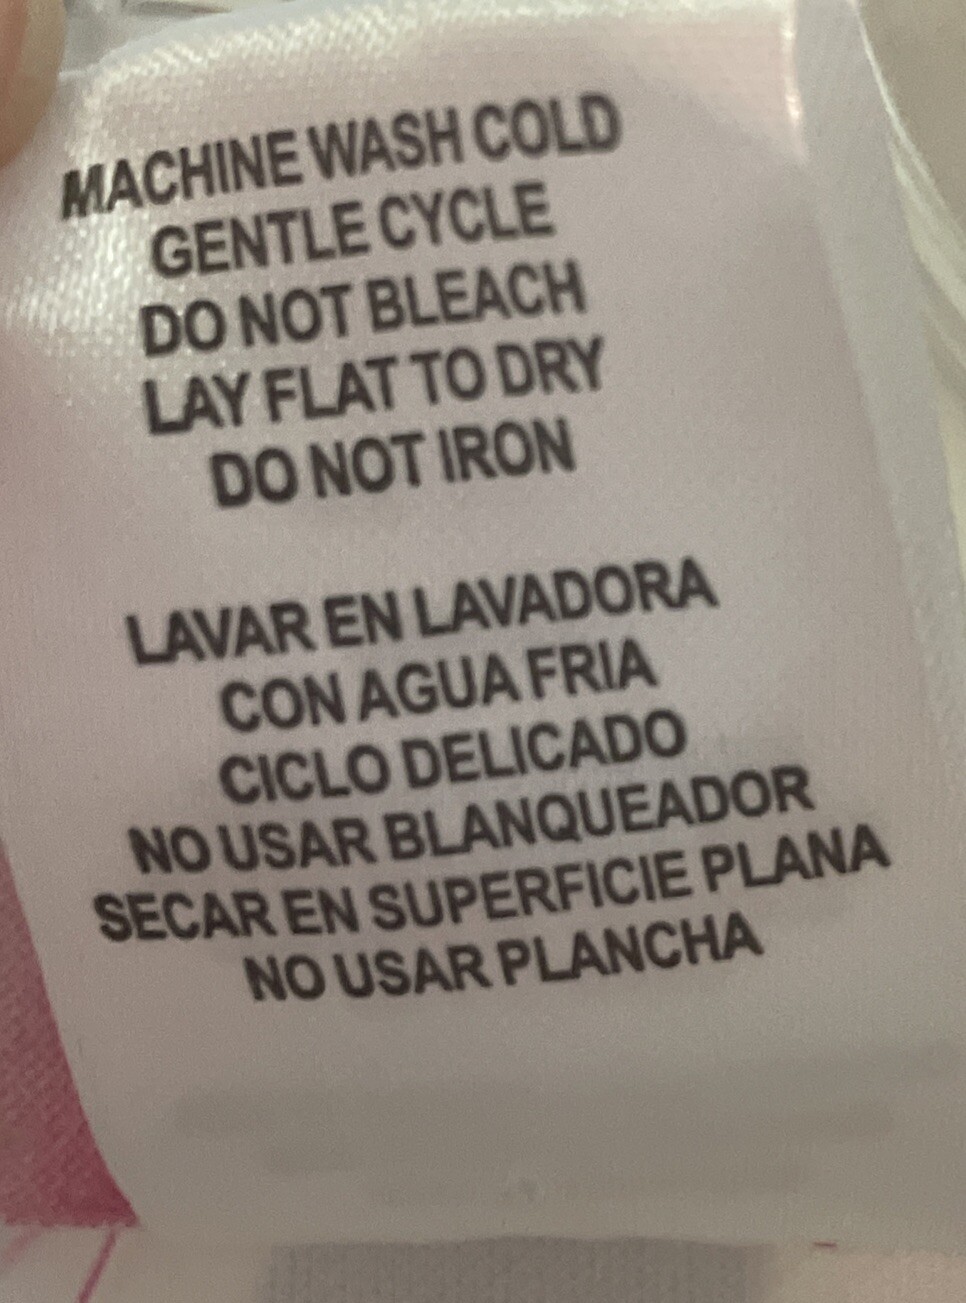 MACHINE WASH COLD
GENTLE CYCLE
DO NOT BLEACH
LAY FLAT TO DRY
DO NOT IRON
LAVAR EN LAVADORA
CON AGUA FRIA
CICLO DELICADO
NO USAR BLANQUEADOR
SECAR EN SUPERFICIE PLANA
NO USAR PLANCHA